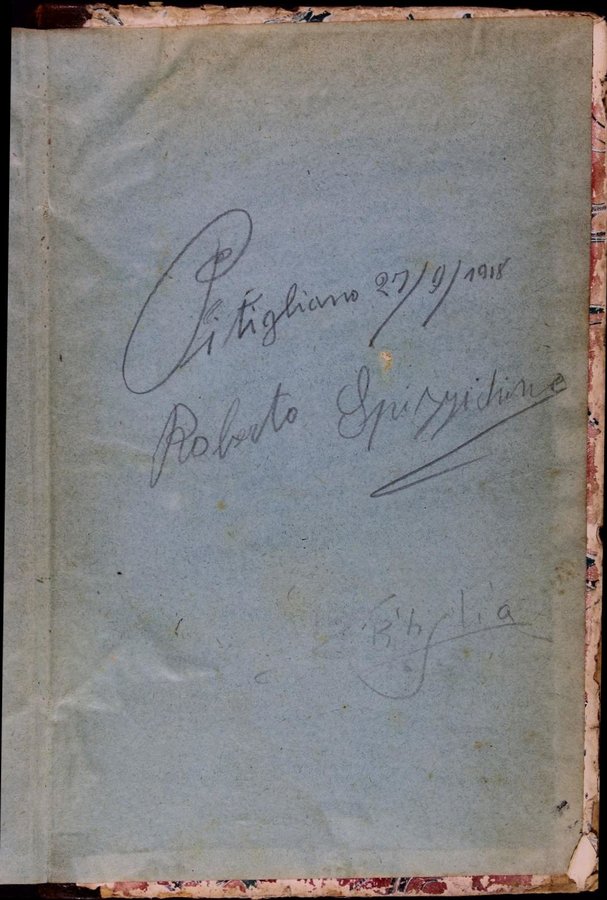 Pitigliano 27/9/1918
Roberto Spizzichino